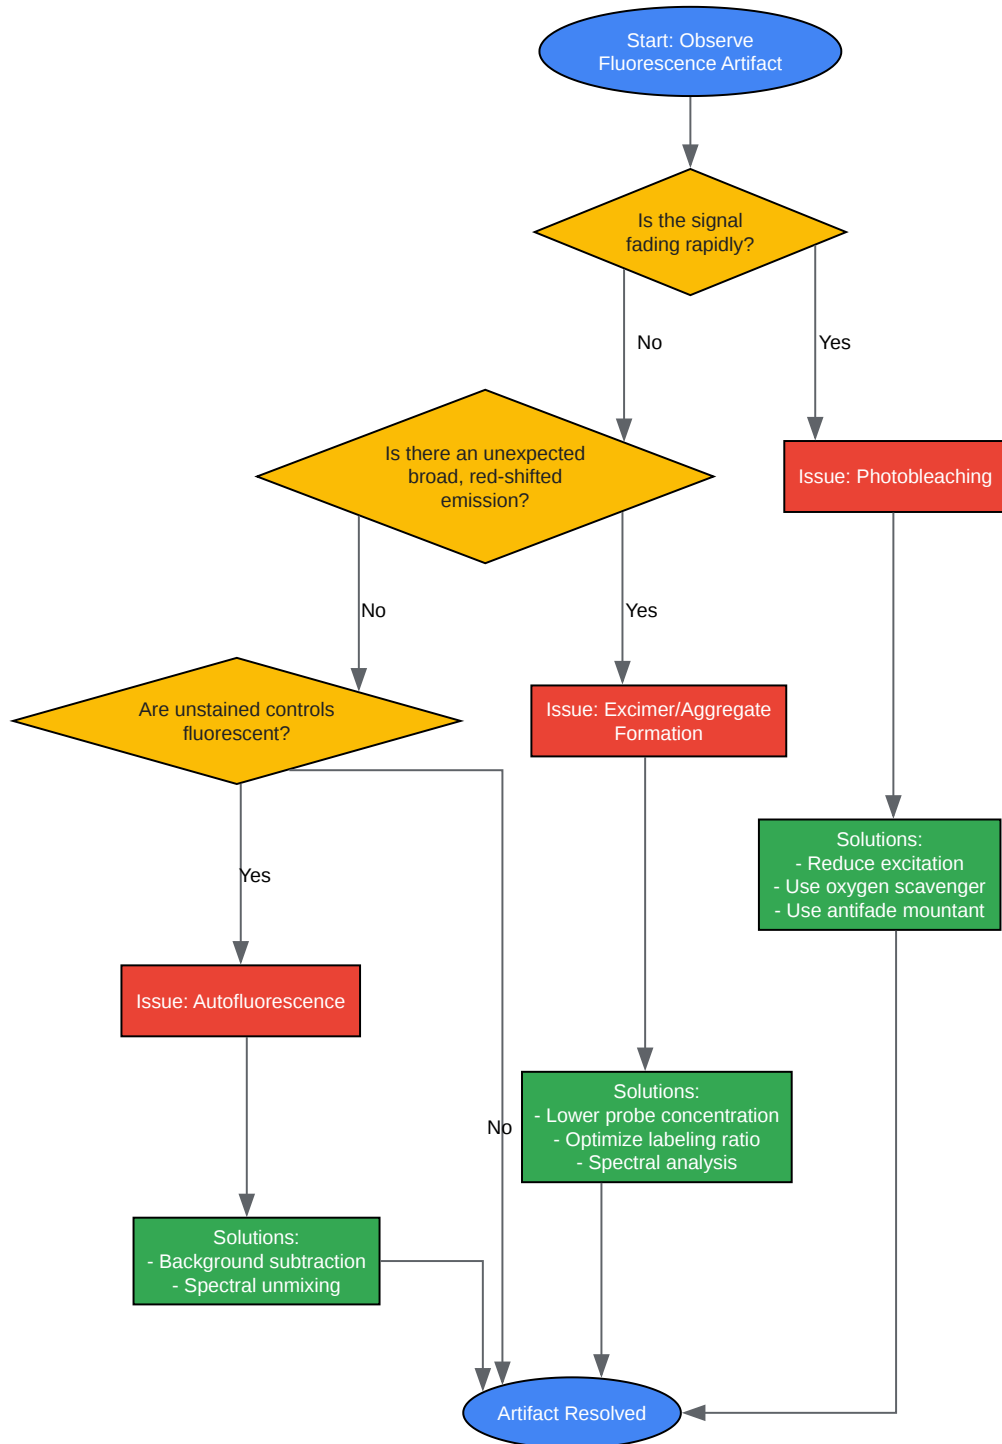 Start: Observe
Fluorescence Artifact
Is the signal
fading rapidly?
No
Yes
Is there an unexpected
broad, red-shifted
emission?
Issue: Photobleaching
No
Yes
Are unstained controls
fluorescent?
Issue: Excimer/Aggregate
Formation
Solutions:
- Reduce excitation
- Use oxygen scavenger
- Use antifade mountant
Yes
Issue: Autofluorescence
No
Solutions:
- Lower probe concentration
- Optimize labeling ratio
- Spectral analysis
Solutions:
- Background subtraction
- Spectral unmixing
Artifact Resolved